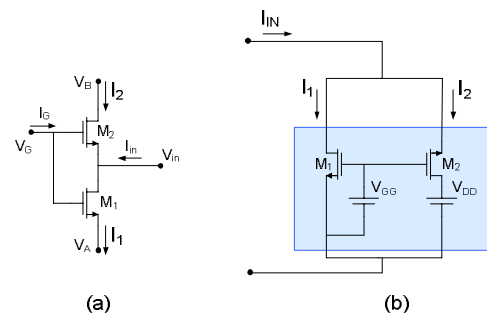 V_B
I_2
I_G
V_G
M_2
I_in
V_in
M_1
V_A
I_1
(a)
I_IN
I_1
I_2
M_1
M_2
V_GG
V_DD
(b)